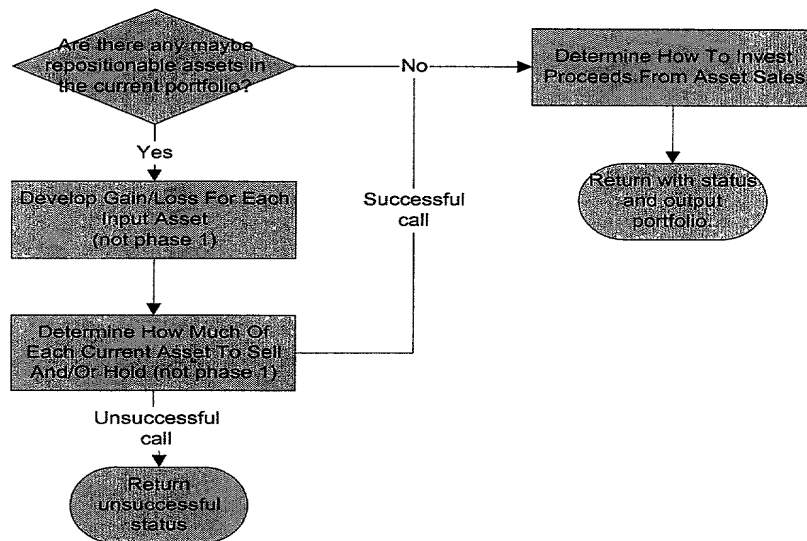 Are there any maybe
repositionable assets in
the current portfolio?
No
Determine How To Invest
Proceeds From Asset Sales
Yes
Develop Gain/Loss For Each
Input Asset
(not phase 1)
Successful
call
Return with status
and output
portfolio.
Determine How Much Of
Each Current Asset To Sell
And/Or Hold (not phase 1)
Unsuccessful
call
Return
unsuccessful
status